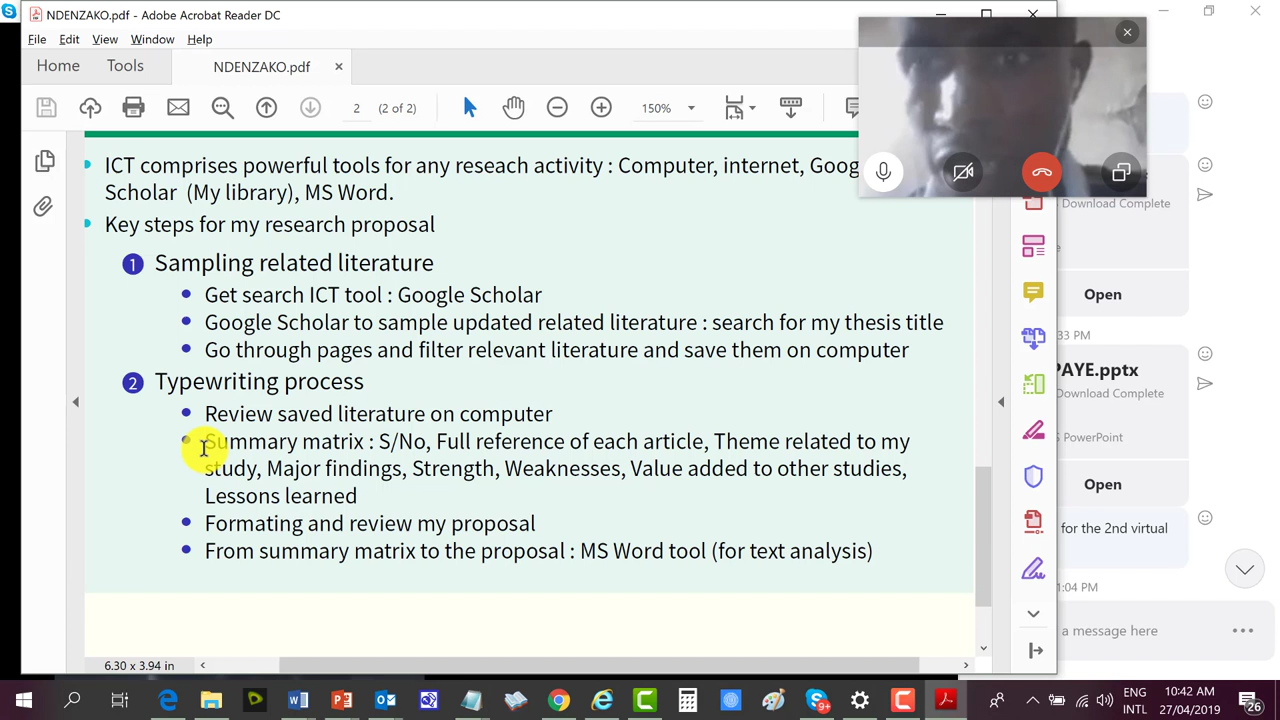 NDENZAKO.pdf - Adobe Acrobat Reader DC
File Edit View Window Help
Home Tools NDENZAKO.pdf
2 (2 of 2) 150%
ICT comprises powerful tools for any reseach activity : Computer, internet, Goog
Scholar (My library), MS Word.
Key steps for my research proposal
1 Sampling related literature
Get search ICT tool : Google Scholar
Google Scholar to sample updated related literature : search for my thesis title
Go through pages and filter relevant literature and save them on computer
2 Typewriting process
Review saved literature on computer
Summary matrix : S/No, Full reference of each article, Theme related to my
study, Major findings, Strength, Weaknesses, Value added to other studies,
Lessons learned
Formating and review my proposal
From summary matrix to the proposal : MS Word tool (for text analysis)
6.30 x 3.94 in
Download Complete
Open
33 PM
PAYE.pptx
Download Complete
S PowerPoint
Open
for the 2nd virtual
1:04 PM
a message here
9+
ENG
INTL
10:42 AM
27/04/2019
26